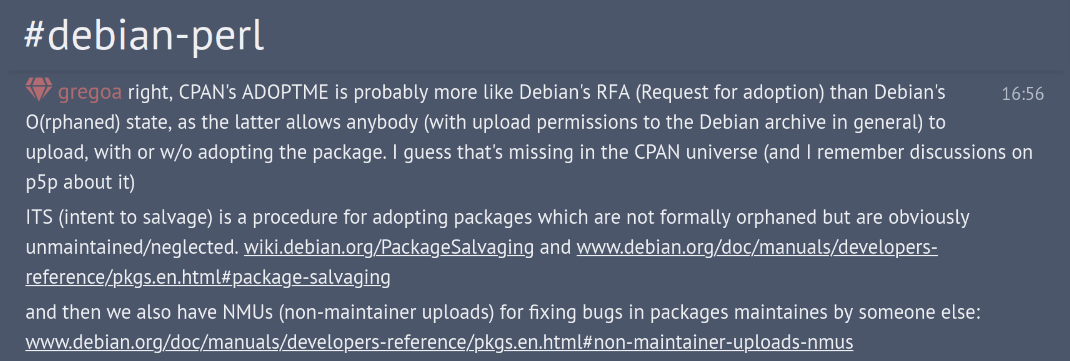 #debian-perl
gregoa right, CPAN's ADOPTME is probably more like Debian's RFA (Request for adoption) than Debian's 16:56
O(rphaned) state, as the latter allows anybody (with upload permissions to the Debian archive in general) to
upload, with or w/o adopting the package. I guess that's missing in the CPAN universe (and I remember discussions on
p5p about it)
ITS (intent to salvage) is a procedure for adopting packages which are not formally orphaned but are obviously
unmaintained/neglected. wiki.debian.org/PackageSalvaging and www.debian.org/doc/manuals/developers-
reference/pkgs.en.html#package-salvaging
and then we also have NMUs (non-maintainer uploads) for fixing bugs in packages maintaines by someone else:
www.debian.org/doc/manuals/developers-reference/pkgs.en.html#non-maintainer-uploads-nmus